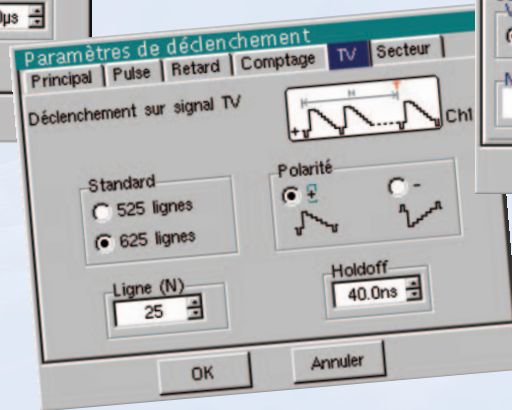 0µs
Paramètres de déclenchement
Principal Pulse Retard Comptage TV Secteur
Déclenchement sur signal TV
N
Ch1
Standard
525 lignes
625 lignes
Polarité
+
-
Ligne (N)
25
Holdoff
40.0ns
OK
Annuler